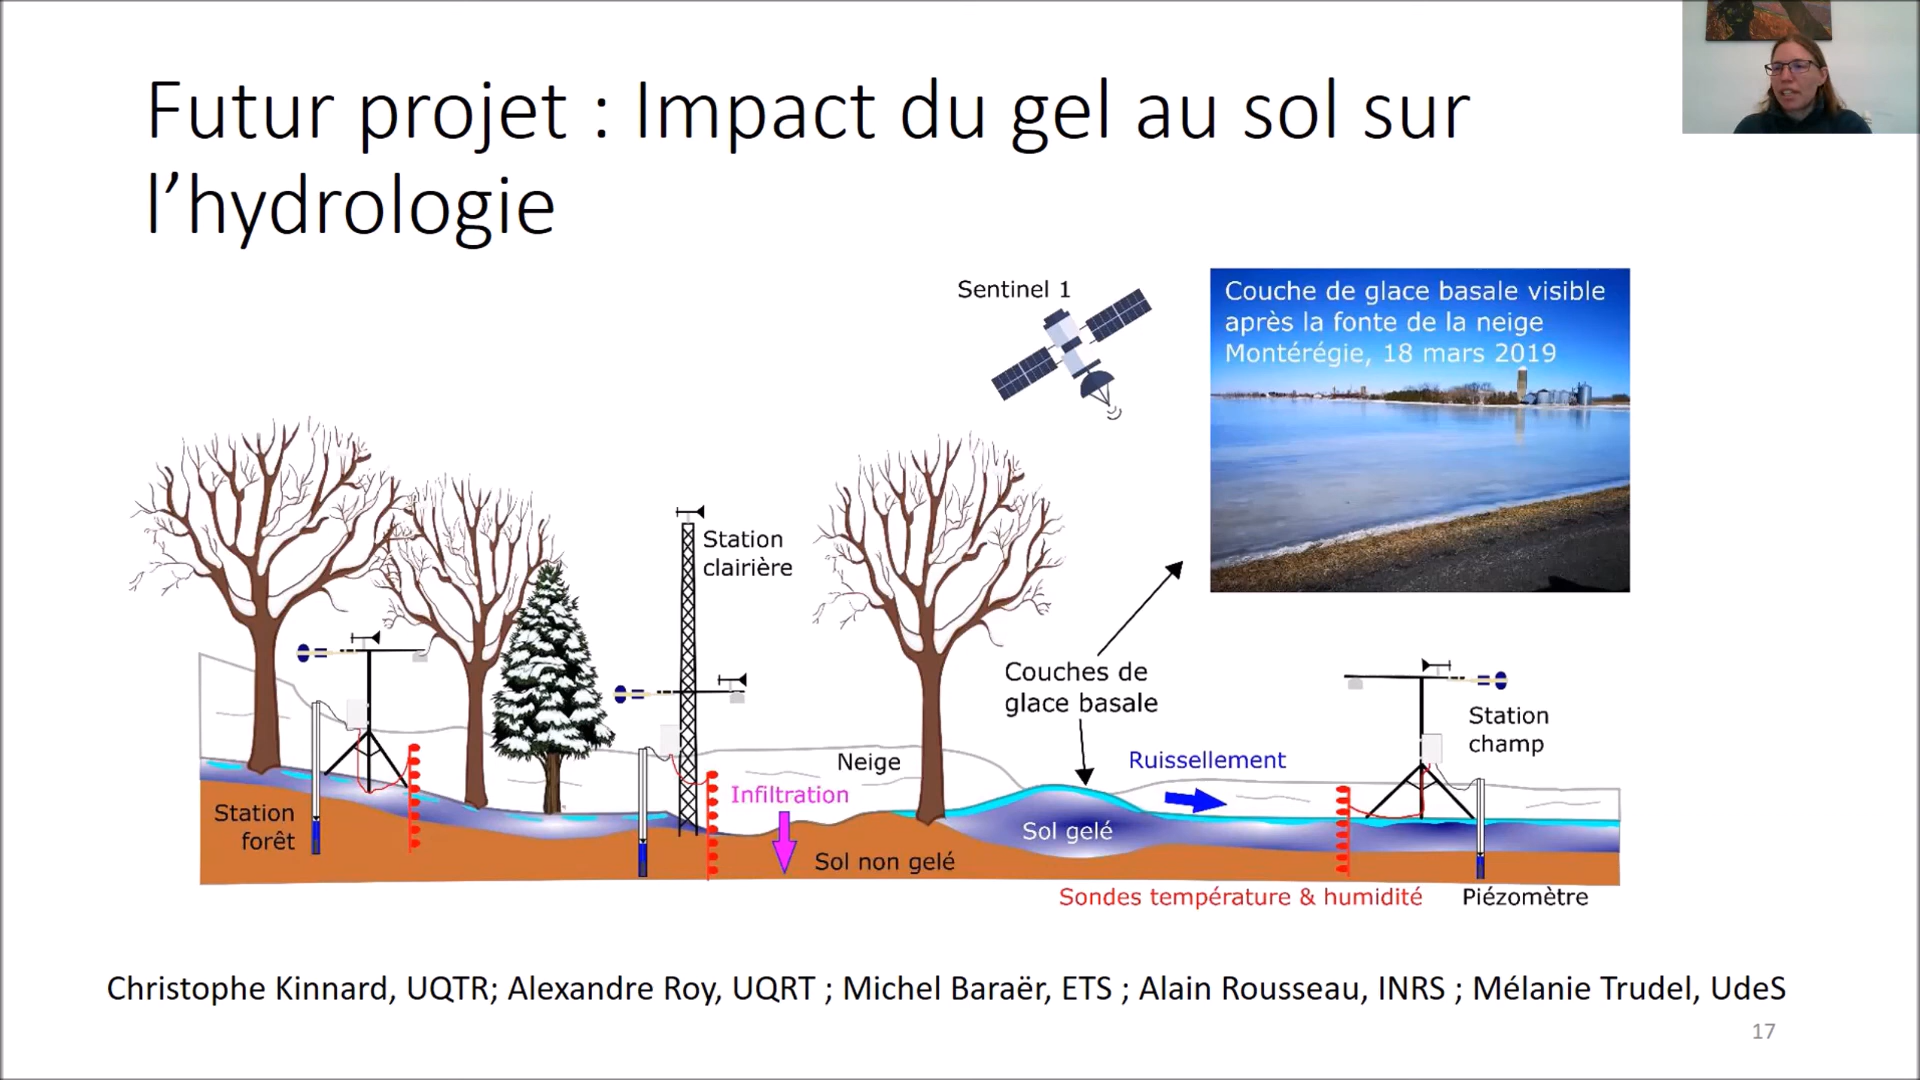 Futur projet : Impact du gel au sol sur
l’hydrologie
Sentinel 1
Couche de glace basale visible
après la fonte de la neige
Montérégie, 18 mars 2019
Station
clairière
Couches de
glace basale
Station
champ
Neige
Ruissellement
Infiltration
Station
forêt
Sol gelé
Sol non gelé
Sondes température & humidité
Piézomètre
Christophe Kinnard, UQTR; Alexandre Roy, UQRT ; Michel Baraër, ETS ; Alain Rousseau, INRS ; Mélanie Trudel, UdeS
17